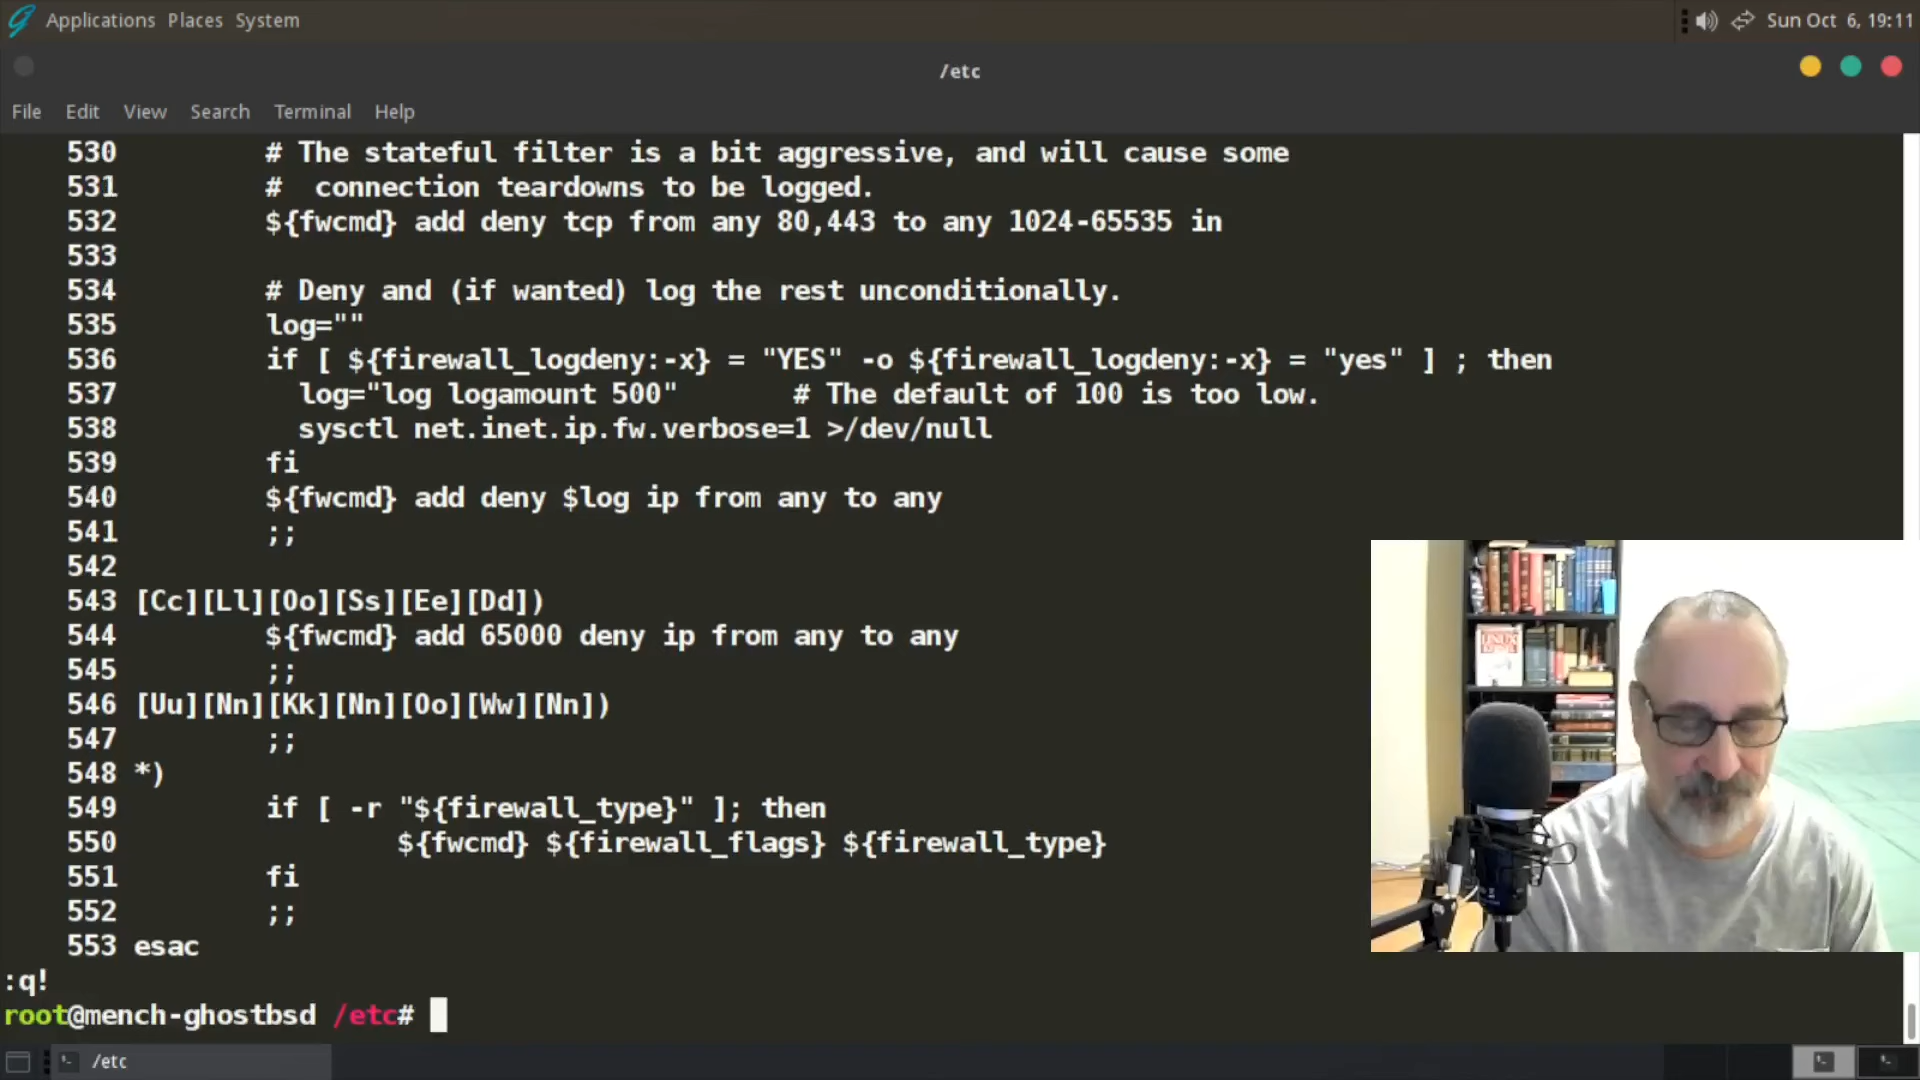 Applications Places System
Sun Oct 6, 19:11
/etc
File Edit View Search Terminal Help
530 # The stateful filter is a bit aggressive, and will cause some
531 #  connection teardowns to be logged.
532 ${fwcmd} add deny tcp from any 80,443 to any 1024-65535 in
533
534 # Deny and (if wanted) log the rest unconditionally.
535 log=""
536 if [ ${firewall_logdeny:-x} = "YES" -o ${firewall_logdeny:-x} = "yes" ] ; then
537 log="log logamount 500" # The default of 100 is too low.
538 sysctl net.inet.ip.fw.verbose=1 >/dev/null
539 fi
540 ${fwcmd} add deny $log ip from any to any
541 ;;
542
543 [Cc][Ll][Oo][Ss][Ee][Dd])
544 ${fwcmd} add 65000 deny ip from any to any
545 ;;
546 [Uu][Nn][Kk][Nn][Oo][Ww][Nn])
547 ;;
548 *)
549 if [ -r "${firewall_type}" ]; then
550 ${fwcmd} ${firewall_flags} ${firewall_type}
551 fi
552 ;;
553 esac
:q!
root@mench-ghostbsd /etc#
LINUX
/etc